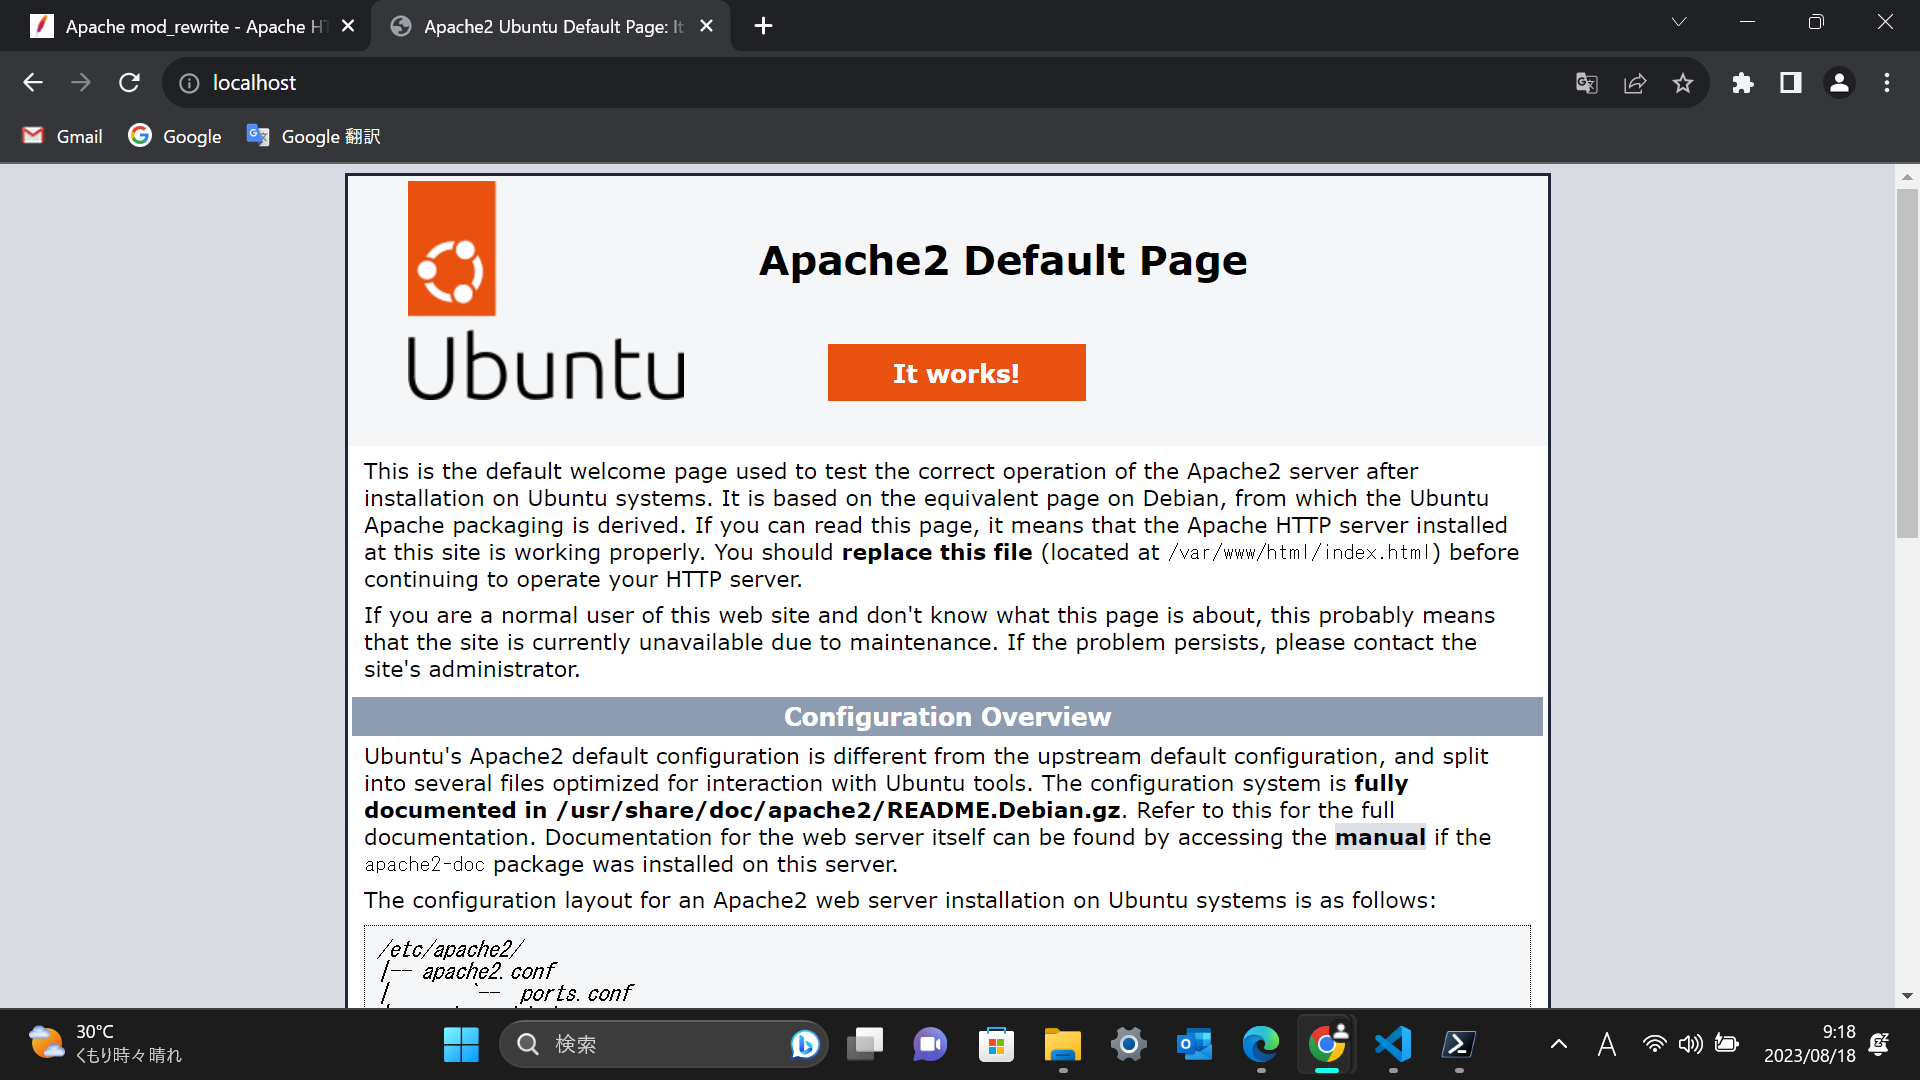 Apache mod_rewrite - Apache HT
Apache2 Ubuntu Default Page: It
localhost
Gmail
Google
Google 翻訳
Ubuntu
Apache2 Default Page
It works!
This is the default welcome page used to test the correct operation of the Apache2 server after
installation on Ubuntu systems. It is based on the equivalent page on Debian, from which the Ubuntu
Apache packaging is derived. If you can read this page, it means that the Apache HTTP server installed
at this site is working properly. You should replace this file (located at /var/www/html/index.html) before
continuing to operate your HTTP server.
If you are a normal user of this web site and don't know what this page is about, this probably means
that the site is currently unavailable due to maintenance. If the problem persists, please contact the
site's administrator.
Configuration Overview
Ubuntu's Apache2 default configuration is different from the upstream default configuration, and split
into several files optimized for interaction with Ubuntu tools. The configuration system is fully
documented in /usr/share/doc/apache2/README.Debian.gz. Refer to this for the full
documentation. Documentation for the web server itself can be found by accessing the manual if the
apache2-doc package was installed on this server.
The configuration layout for an Apache2 web server installation on Ubuntu systems is as follows:
/etc/apache2/
|-- apache2.conf
|       `--  ports.conf
30°C
くもり時々晴れ
検索
A
9:18
2023/08/18